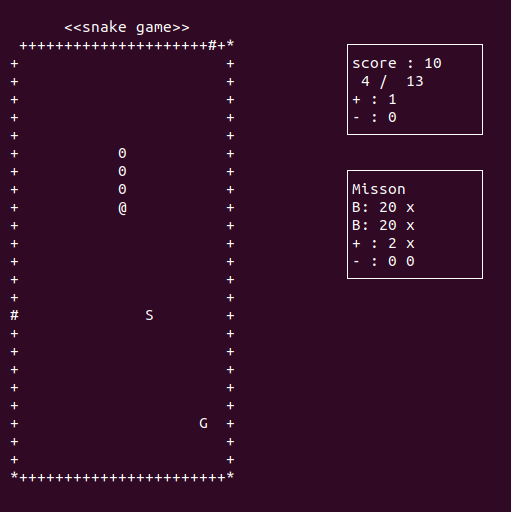 <<snake game>>
 +++++++++++++++++++++#+*
+                       +   score : 10
+                       +    4 /  13
+                       +   + : 1
+                       +   - : 0
+                       +
+           0           +
+           0           +
+           0           +   Misson
+           @           +   B: 20 x
+                       +   B: 20 x
+                       +   + : 2 x
+                       +   - : 0 0
+                       +
+                       +
#              S        +
+                       +
+                       +
+                       +
+                       +
+                       +
+                    G  +
+                       +
+                       +
*+++++++++++++++++++++++*